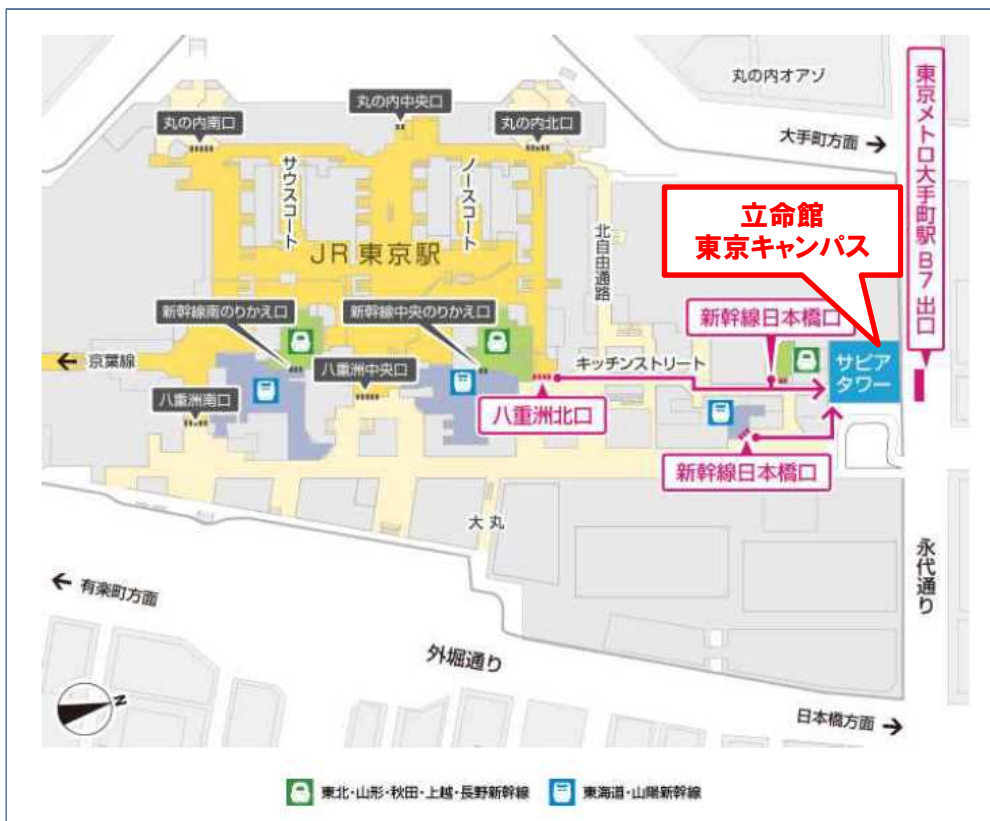 丸の内オアゾ
丸の内中央口
丸の内南口
丸の内北口
大手町方面
東京メトロ大手町駅 B7 出口
サウスコート
ノースコート
立命館
東京キャンパス
北自由通路
JR 東京駅
新幹線南のりかえ口
新幹線中央のりかえ口
新幹線日本橋口
京葉線
八重洲中央口
キッチンストリート
サピア
タワー
八重洲南口
八重洲北口
新幹線日本橋口
大丸
永代通り
有楽町方面
外堀通り
N
日本橋方面
東北・山形・秋田・上越・長野新幹線
東海道・山陽新幹線